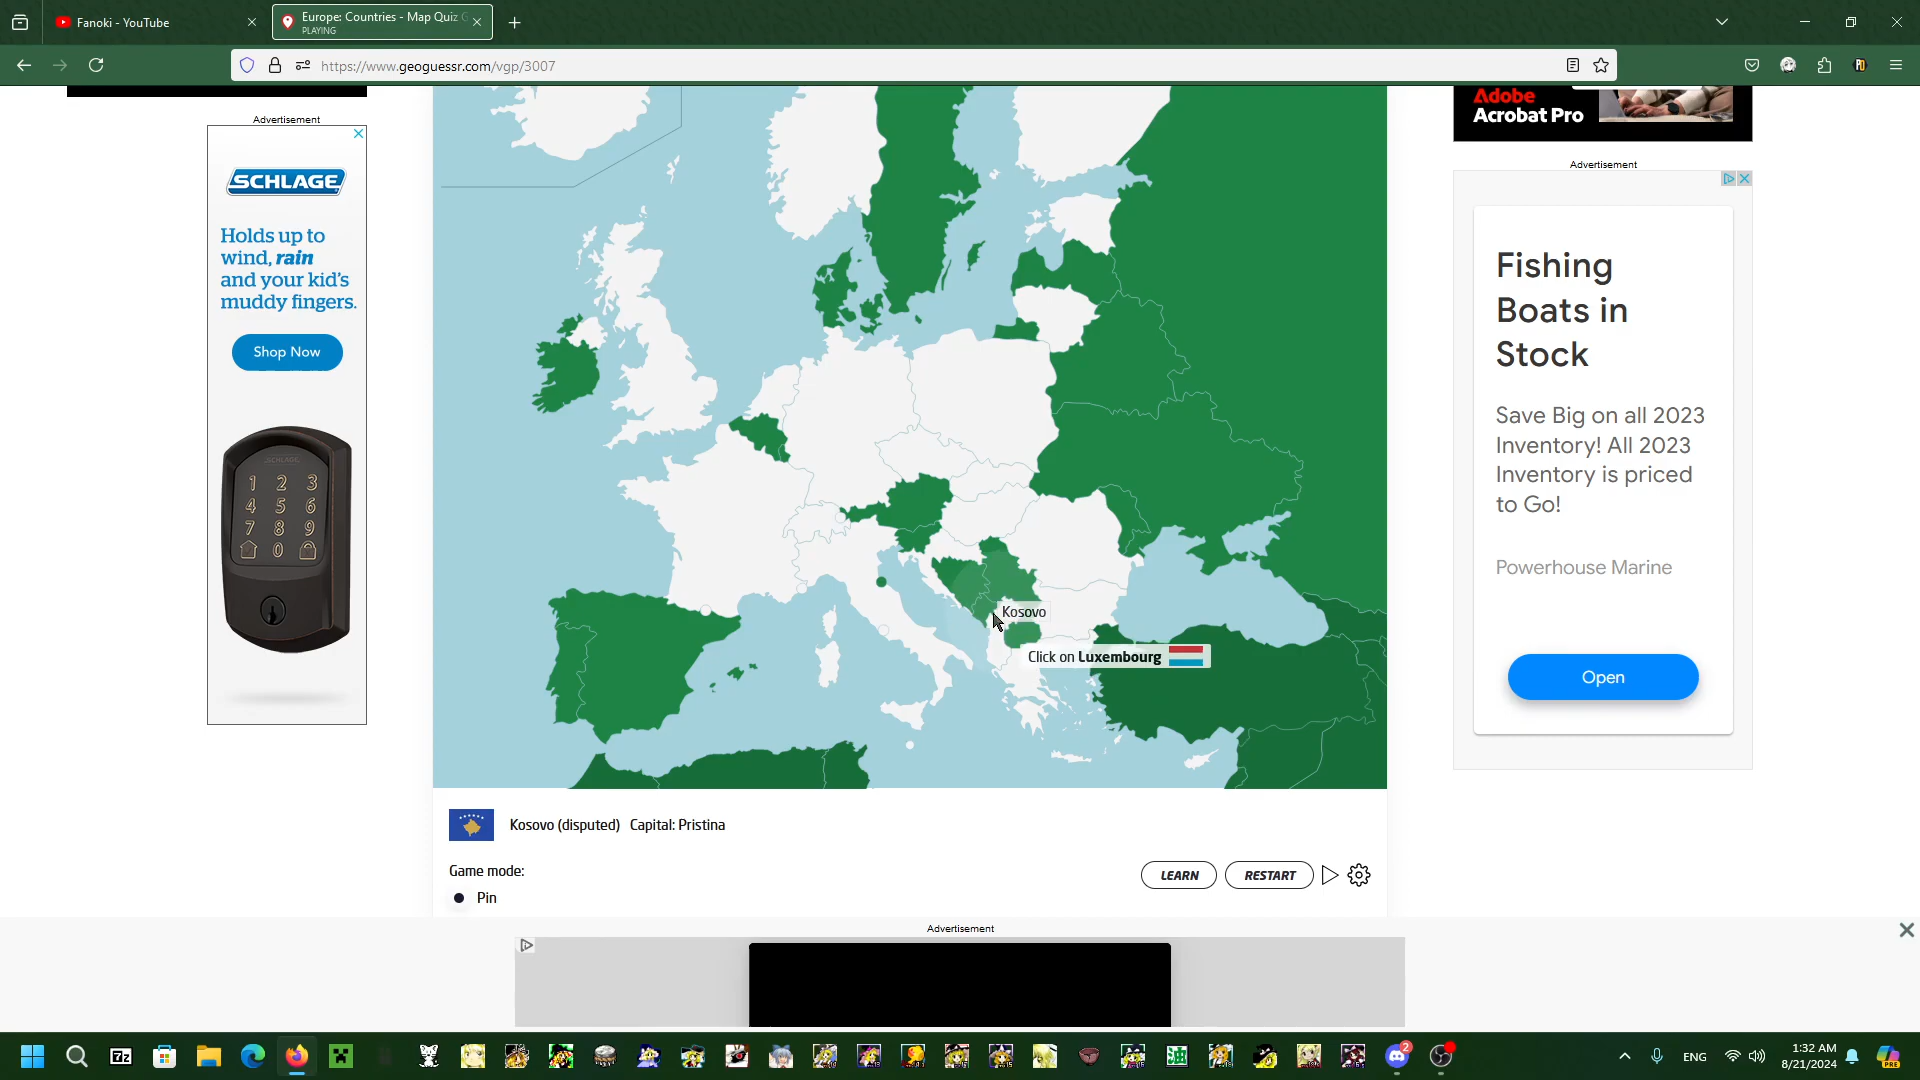 Fanoki - YouTube
Europe: Countries - Map Quiz G
PLAYING
https://www.geoguessr.com/vgp/3007
Advertisement
SCHLAGE
Holds up to
wind, rain
and your kid's
muddy fingers.
Shop Now
SCHLAGE
1 2 3
4 5 6
7 8 9
0
Kosovo
Click on Luxembourg
Adobe
Acrobat Pro
Advertisement
Fishing
Boats in
Stock
Save Big on all 2023
Inventory! All 2023
Inventory is priced
to Go!
Powerhouse Marine
Open
Kosovo (disputed) Capital: Pristina
Game mode:
Pin
LEARN
RESTART
Advertisement
7z
2
ENG
1:32 AM
8/21/2024
PRE